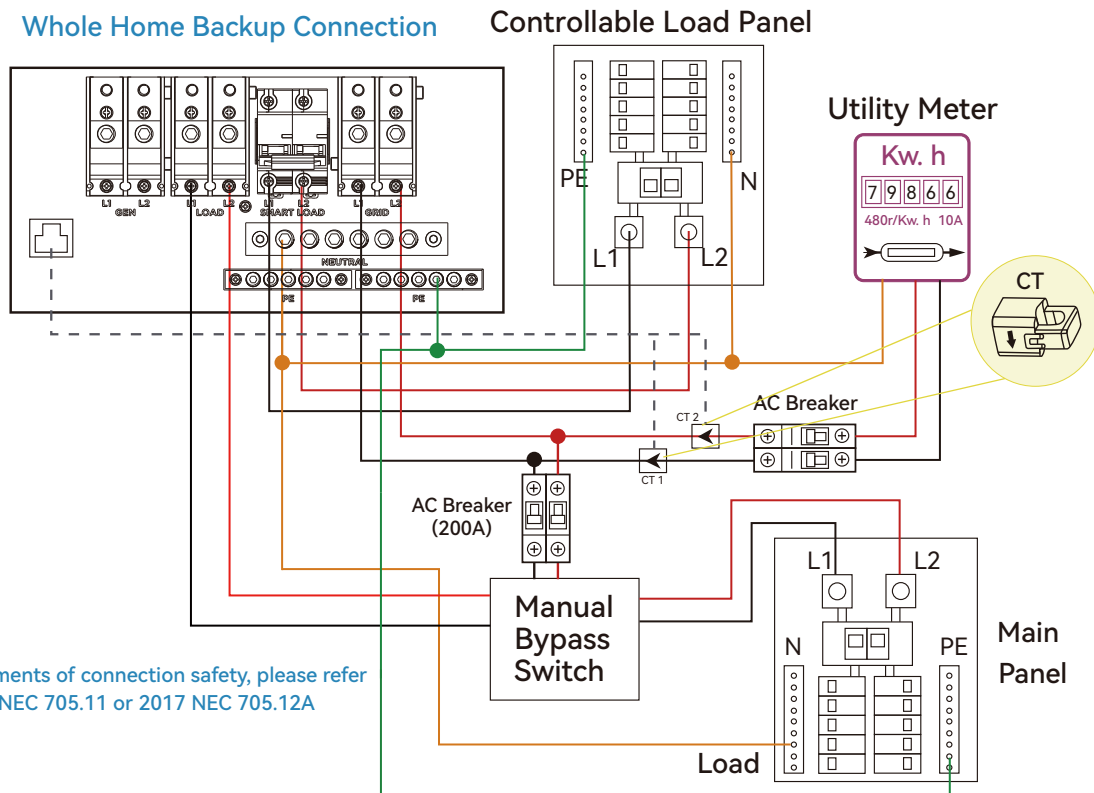 Whole Home Backup Connection
Controllable Load Panel
Utility Meter
Kw. h
79866
480r/Kw. h 10A
PE
N
L1
L2
L1
L2
L1
L2
L1
L2
L1
L2
GEN
LOAD
SMART LOAD
GRID
NEUTRAL
PE
PE
CT
CT 2
AC Breaker
CT 1
AC Breaker
(200A)
Manual
Bypass
Switch
L1
L2
N
PE
Main
Panel
Load
ments of connection safety, please refer
NEC 705.11 or 2017 NEC 705.12A